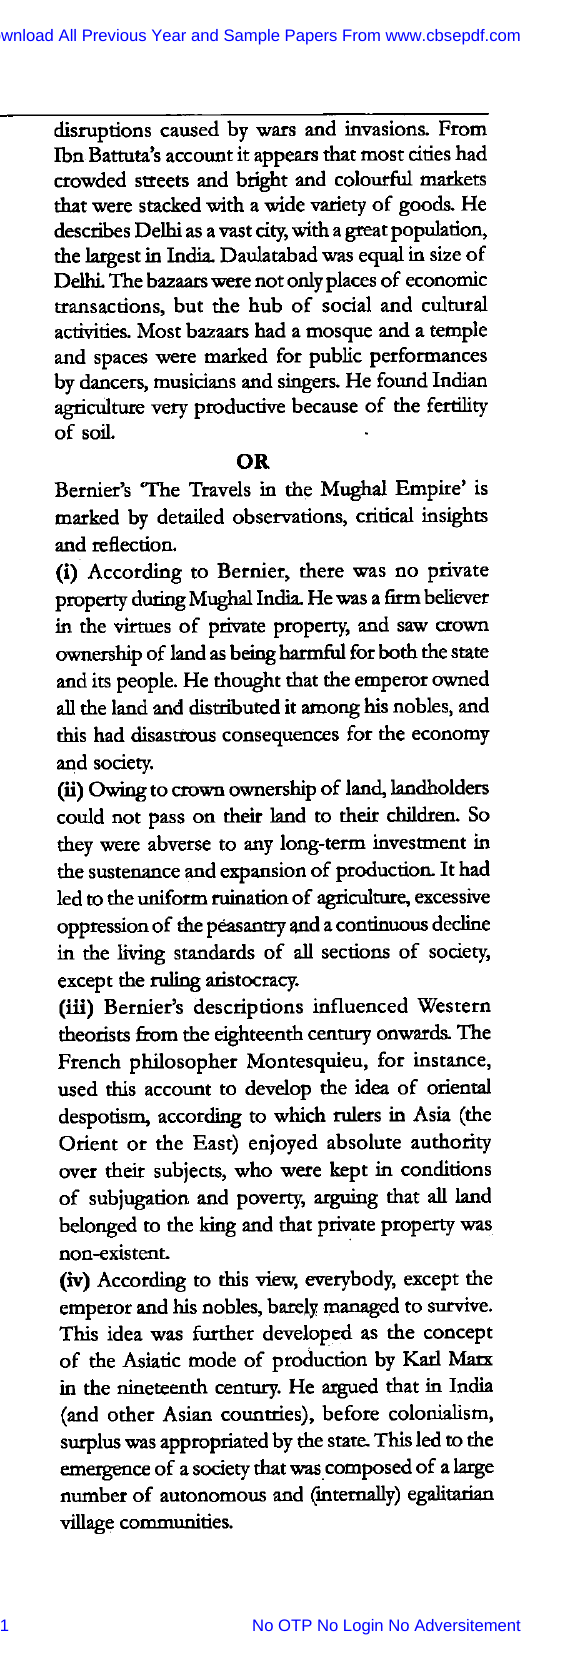 wnload All Previous Year and Sample Papers From www.cbsepdf.com
disruptions caused by wars and invasions. From
Ibn Battuta's account it appears that most cities had
crowded streets and bright and colourful markets
that were stacked with a wide variety of goods. He
describes Delhi as a vast city, with a great population,
the largest in India. Daulatabad was equal in size of
Delhi. The bazaars were not only places of economic
transactions, but the hub of social and cultural
activities. Most bazaars had a mosque and a temple
and spaces were marked for public performances
by dancers, musicians and singers. He found Indian
agriculture very productive because of the fertility
of soil.
OR
Bernier's 'The Travels in the Mughal Empire' is
marked by detailed observations, critical insights
and reflection.
(i) According to Bernier, there was no private
property during Mughal India. He was a firm believer
in the virtues of private property, and saw crown
ownership of land as being harmful for both the state
and its people. He thought that the emperor owned
all the land and distributed it among his nobles, and
this had disastrous consequences for the economy
and society.
(ii) Owing to crown ownership of land, landholders
could not pass on their land to their children. So
they were abverse to any long-term investment in
the sustenance and expansion of production. It had
led to the uniform ruination of agriculture, excessive
oppression of the peasantry and a continuous decline
in the living standards of all sections of society,
except the ruling aristocracy.
(iii) Bernier's descriptions influenced Western
theorists from the eighteenth century onwards. The
French philosopher Montesquieu, for instance,
used this account to develop the idea of oriental
despotism, according to which rulers in Asia (the
Orient or the East) enjoyed absolute authority
over their subjects, who were kept in conditions
of subjugation and poverty, arguing that all land
belonged to the king and that private property was
non-existent.
(iv) According to this view, everybody, except the
emperor and his nobles, barely managed to survive.
This idea was further developed as the concept
of the Asiatic mode of production by Karl Marx
in the nineteenth century. He argued that in India
(and other Asian countries), before colonialism,
surplus was appropriated by the state. This led to the
emergence of a society that was composed of a large
number of autonomous and (internally) egalitarian
village communities.
1 No OTP No Login No Adversitement